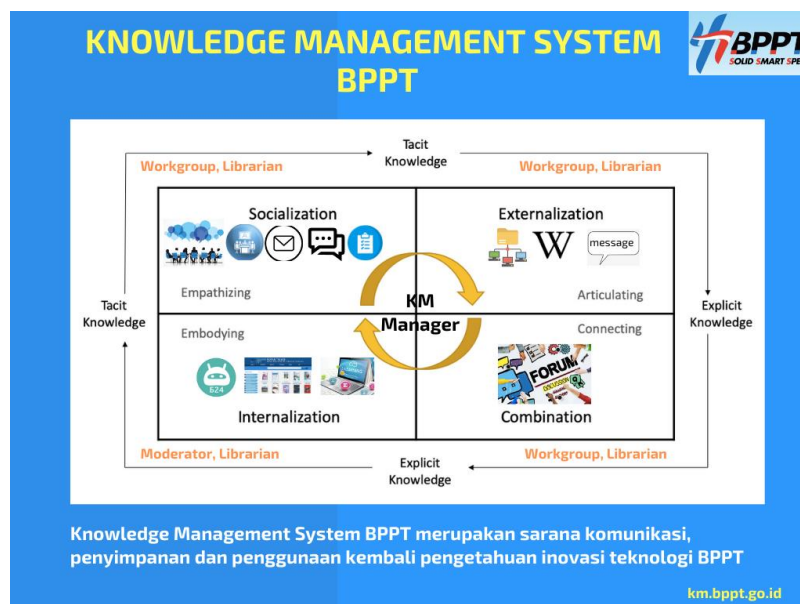 KNOWLEDGE MANAGEMENT SYSTEM
BPPT
BPPT
SOLID SMART SPE
Tacit
Knowledge
Workgroup, Librarian
Workgroup, Librarian
Socialization
Externalization
W
message
Empathizing
Articulating
Tacit
Knowledge
KM
Manager
Explicit
Knowledge
Embodying
Connecting
624
FORUM
Internalization
Combination
Moderator, Librarian
Workgroup, Librarian
Explicit
Knowledge
Knowledge Management System BPPT merupakan sarana komunikasi,
penyimpanan dan penggunaan kembali pengetahuan inovasi teknologi BPPT
km.bppt.go.id